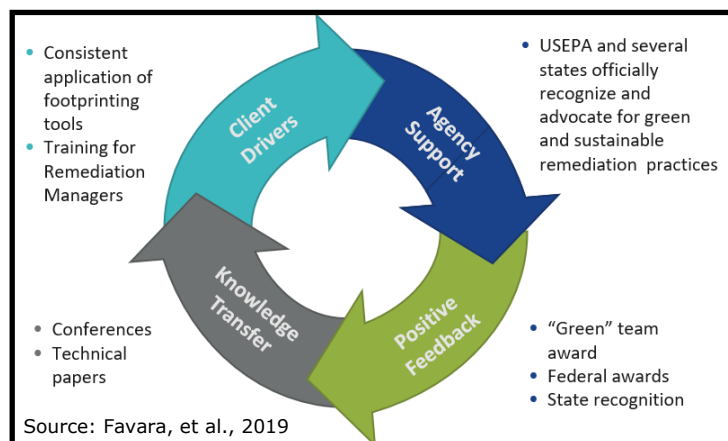 • Consistent
application of
footprinting
tools
• Training for
Remediation
Managers
Client
Drivers
Agency
Support
• USEPA and several
states officially
recognize and
advocate for green
and sustainable
remediation practices
Knowledge
Transfer
Positive
Feedback
• Conferences
• Technical
papers
• “Green” team
award
• Federal awards
• State recognition
Source: Favara, et al., 2019